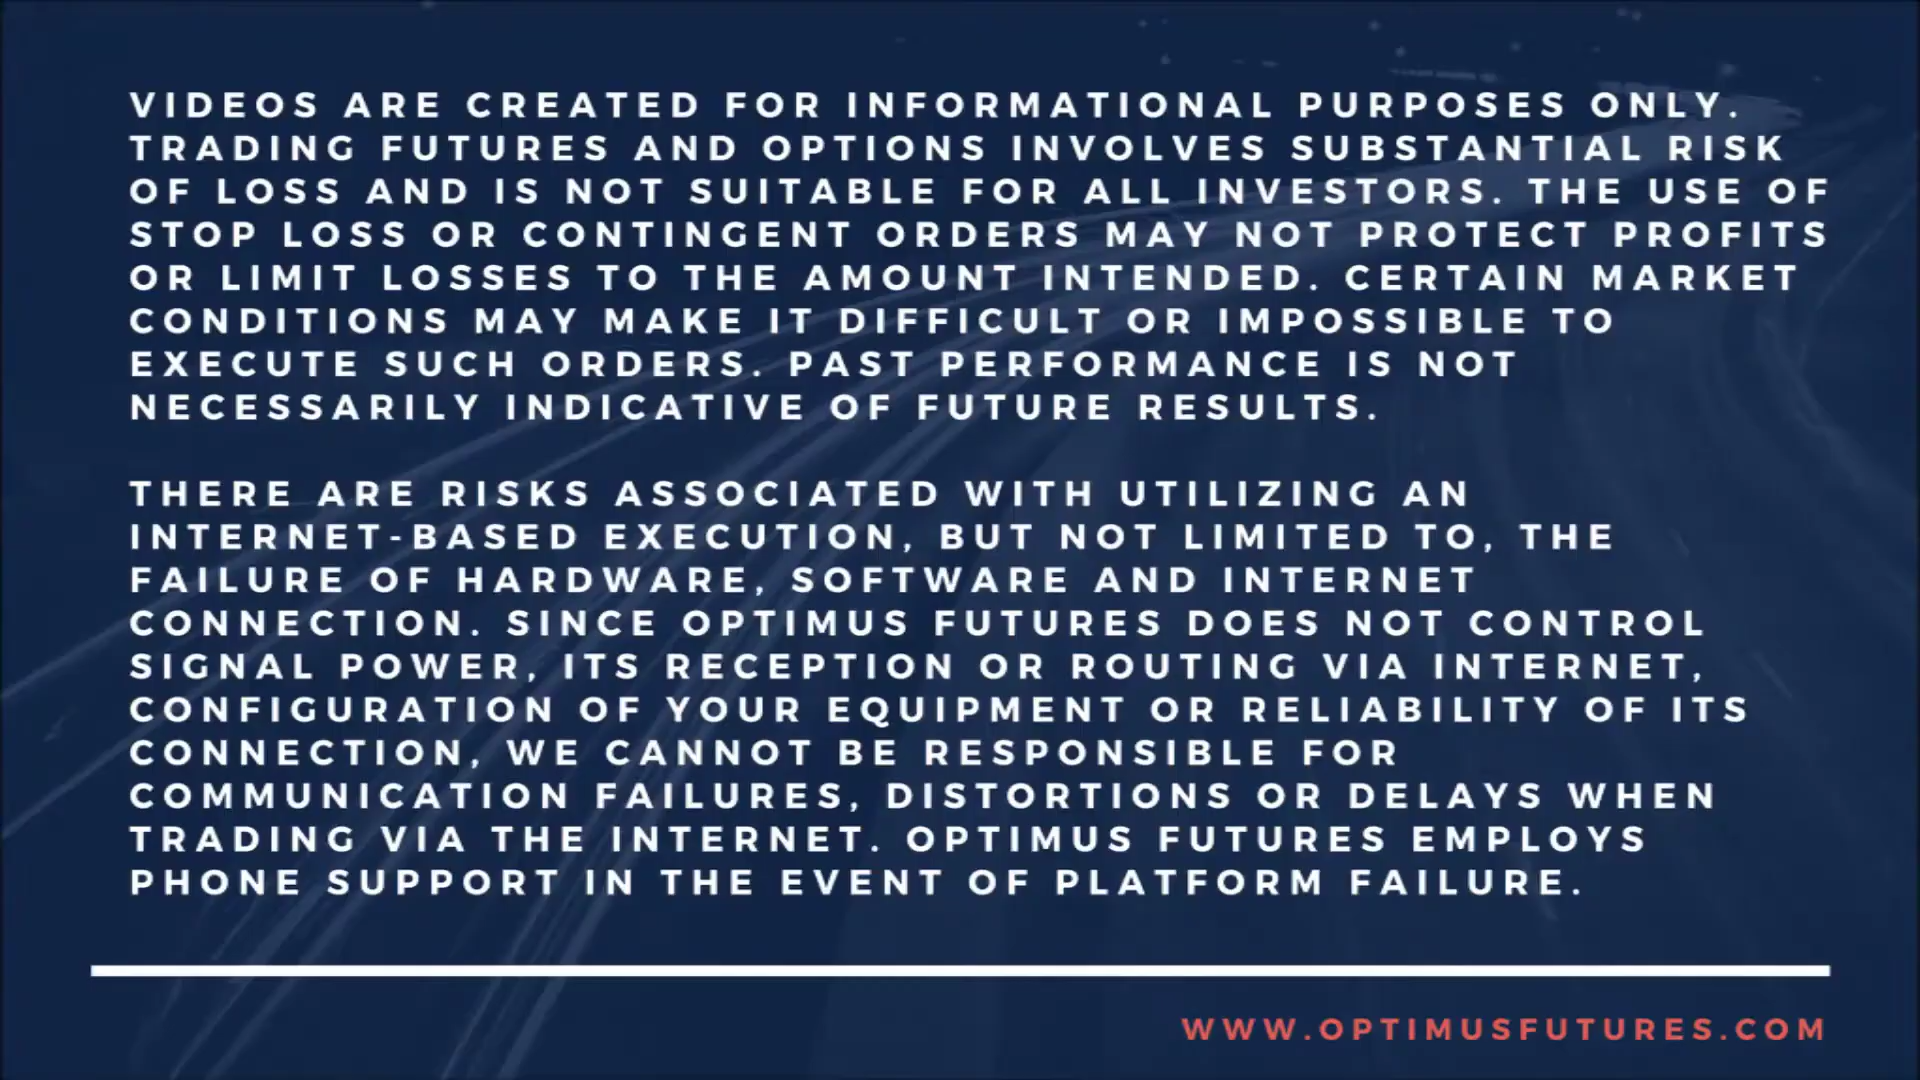 VIDEOS ARE CREATED FOR INFORMATIONAL PURPOSES ONLY.
TRADING FUTURES AND OPTIONS INVOLVES SUBSTANTIAL RISK
OF LOSS AND IS NOT SUITABLE FOR ALL INVESTORS. THE USE OF
STOP LOSS OR CONTINGENT ORDERS MAY NOT PROTECT PROFITS
OR LIMIT LOSSES TO THE AMOUNT INTENDED. CERTAIN MARKET
CONDITIONS MAY MAKE IT DIFFICULT OR IMPOSSIBLE TO
EXECUTE SUCH ORDERS. PAST PERFORMANCE IS NOT
NECESSARILY INDICATIVE OF FUTURE RESULTS.
THERE ARE RISKS ASSOCIATED WITH UTILIZING AN
INTERNET-BASED EXECUTION, BUT NOT LIMITED TO, THE
FAILURE OF HARDWARE, SOFTWARE AND INTERNET
CONNECTION. SINCE OPTIMUS FUTURES DOES NOT CONTROL
SIGNAL POWER, ITS RECEPTION OR ROUTING VIA INTERNET,
CONFIGURATION OF YOUR EQUIPMENT OR RELIABILITY OF ITS
CONNECTION, WE CANNOT BE RESPONSIBLE FOR
COMMUNICATION FAILURES, DISTORTIONS OR DELAYS WHEN
TRADING VIA THE INTERNET. OPTIMUS FUTURES EMPLOYS
PHONE SUPPORT IN THE EVENT OF PLATFORM FAILURE.
WWW.OPTIMUSFUTURES.COM